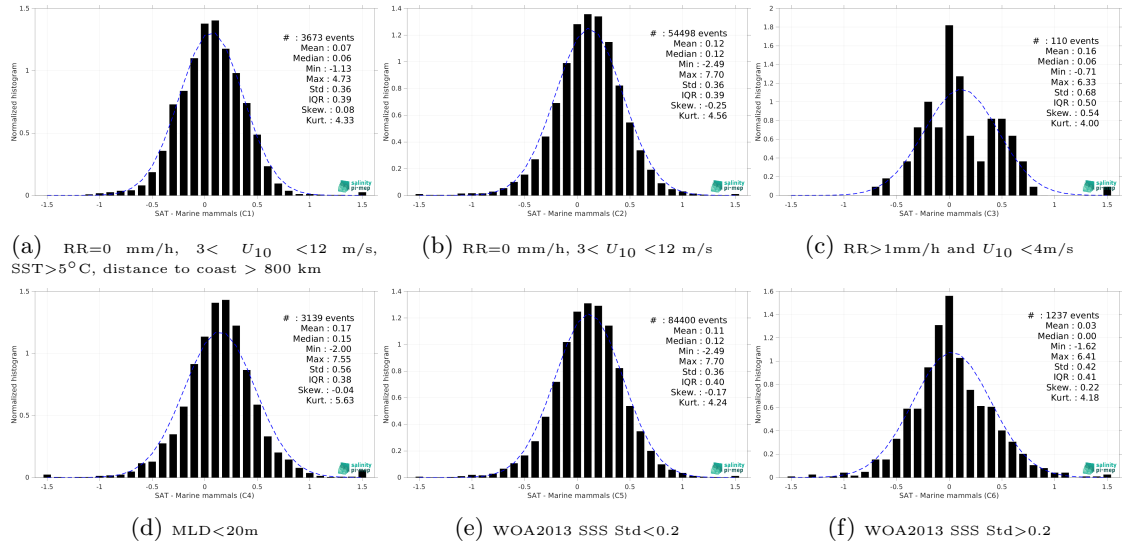 Normalized histogram
1.5
1
0.5
0
-1.5 -1 -0.5 0 0.5 1 1.5
SAT - Marine mammals (C1)
# : 3673 events
Mean : 0.07
Median : 0.06
Min : -1.13
Max : 4.73
Std : 0.36
IQR : 0.39
Skew. : 0.08
Kurt. : 4.33
salinity
pi-mep
(a) RR=0 mm/h, 3< U10 <12 m/s,
SST>5°C, distance to coast > 800 km
Normalized histogram
1.4
1.2
1
0.8
0.6
0.4
0.2
0
-1.5 -1 -0.5 0 0.5 1 1.5
SAT - Marine mammals (C2)
# : 54498 events
Mean : 0.12
Median : 0.12
Min : -2.49
Max : 7.70
Std : 0.36
IQR : 0.39
Skew. : -0.25
Kurt. : 4.56
salinity
pi-mep
(b) RR=0 mm/h, 3< U10 <12 m/s
Normalized histogram
2
1.8
1.6
1.4
1.2
1
0.8
0.6
0.4
0.2
0
-1.5 -1 -0.5 0 0.5 1 1.5
SAT - Marine mammals (C3)
# : 110 events
Mean : 0.16
Median : 0.06
Min : -0.71
Max : 6.33
Std : 0.68
IQR : 0.50
Skew. : 0.54
Kurt. : 4.00
salinity
pi-mep
(c) RR>1mm/h and U10 <4m/s
Normalized histogram
1.5
1
0.5
0
-1.5 -1 -0.5 0 0.5 1 1.5
SAT - Marine mammals (C4)
# : 3139 events
Mean : 0.17
Median : 0.15
Min : -2.00
Max : 7.55
Std : 0.56
IQR : 0.38
Skew. : -0.04
Kurt. : 5.63
salinity
pi-mep
(d) MLD<20m
Normalized histogram
1.4
1.2
1
0.8
0.6
0.4
0.2
0
-1.5 -1 -0.5 0 0.5 1 1.5
SAT - Marine mammals (C5)
# : 84400 events
Mean : 0.11
Median : 0.12
Min : -2.49
Max : 7.70
Std : 0.36
IQR : 0.40
Skew. : -0.17
Kurt. : 4.24
salinity
pi-mep
(e) WOA2013 SSS Std<0.2
Normalized histogram
1.6
1.4
1.2
1
0.8
0.6
0.4
0.2
0
-1.5 -1 -0.5 0 0.5 1 1.5
SAT - Marine mammals (C6)
# : 1237 events
Mean : 0.03
Median : 0.00
Min : -1.62
Max : 6.41
Std : 0.42
IQR : 0.41
Skew. : 0.22
Kurt. : 4.18
salinity
pi-mep
(f) WOA2013 SSS Std>0.2